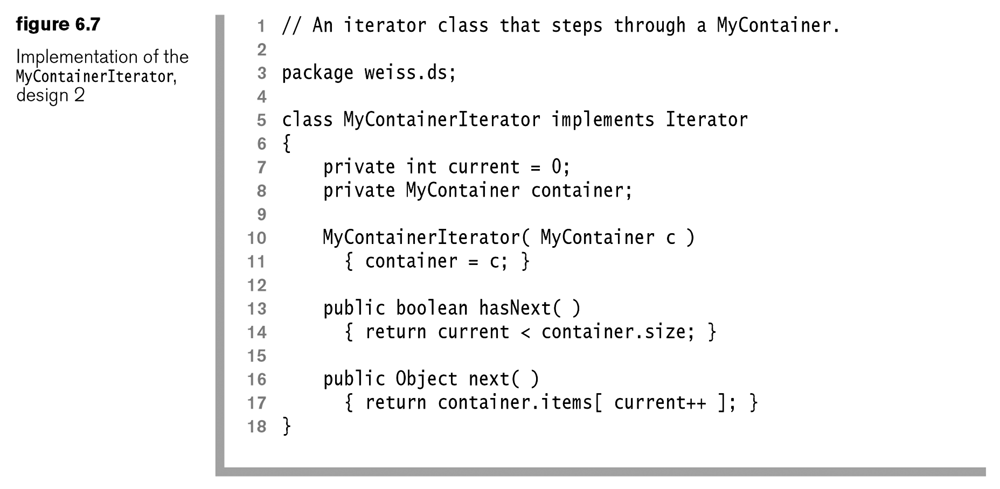 figure 6.7
Implementation of the
MyContainerIterator,
design 2
1 // An iterator class that steps through a MyContainer.
2
3 package weiss.ds;
4
5 class MyContainerIterator implements Iterator
6 {
7     private int current = 0;
8     private MyContainer container;
9
10     MyContainerIterator( MyContainer c )
11       { container = c; }
12
13     public boolean hasNext( )
14       { return current < container.size; }
15
16     public Object next( )
17       { return container.items[ current++ ]; }
18 }